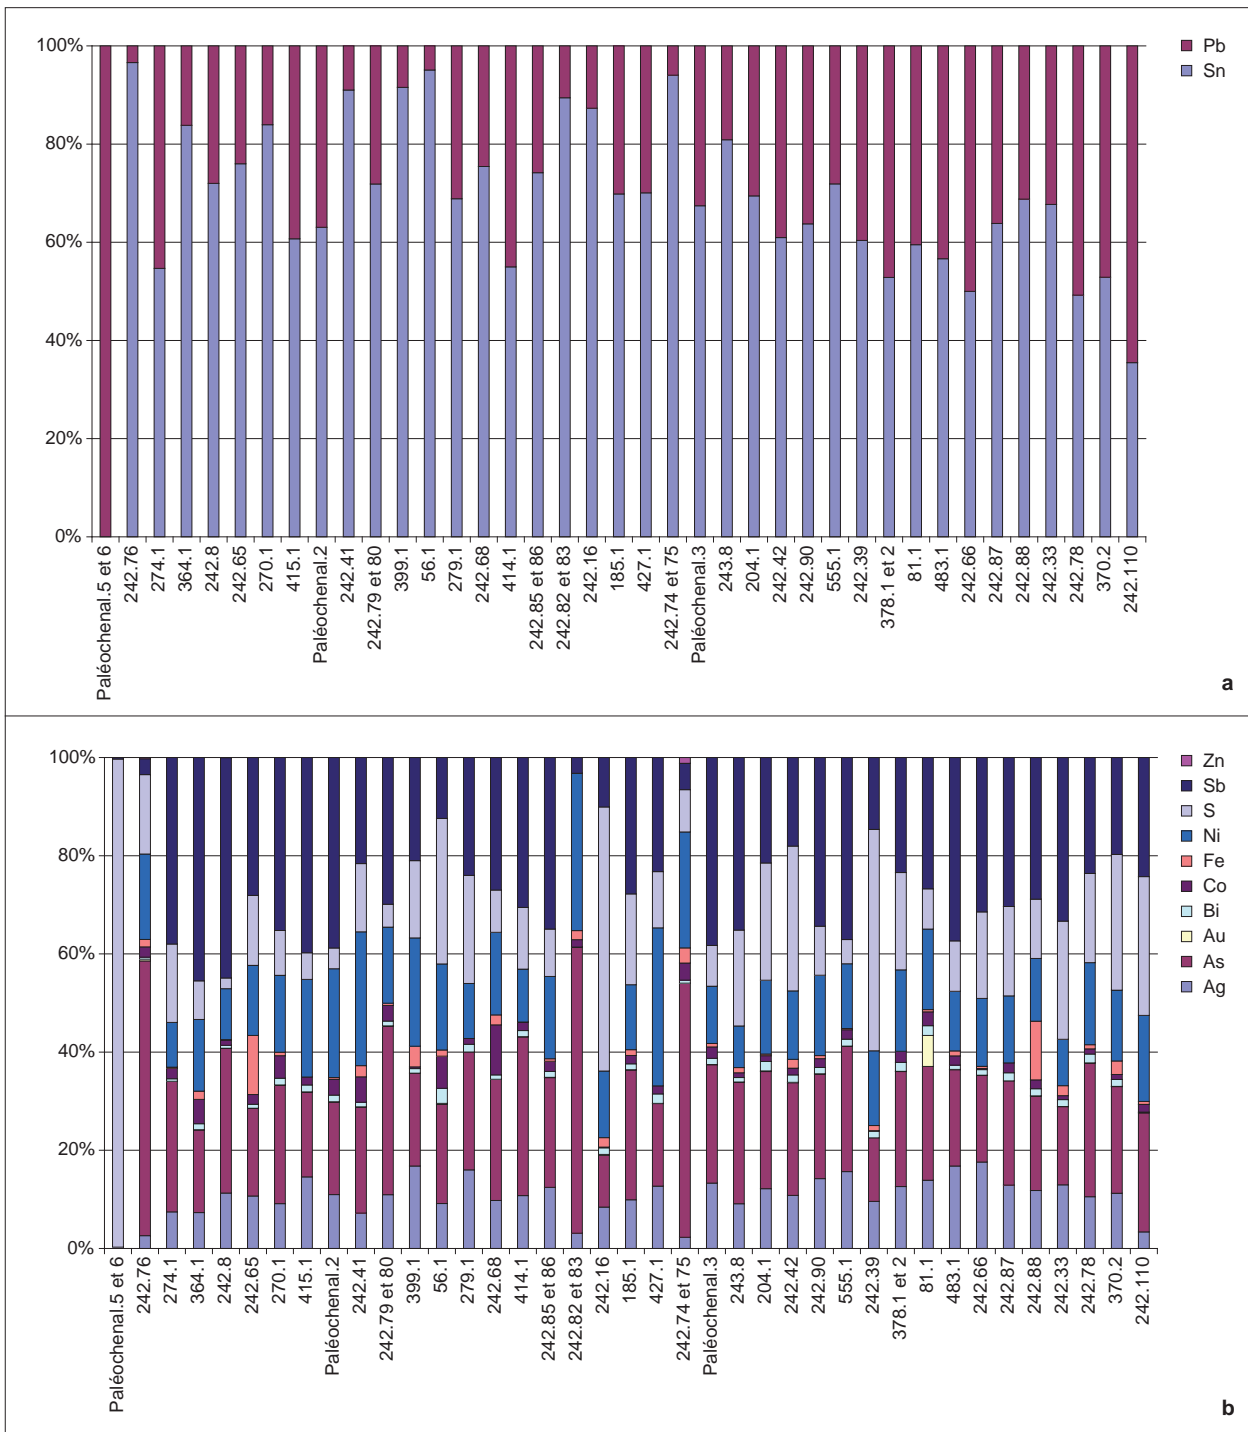 100%
80%
60%
40%
20%
0%
Pb
Sn
Paléochenal.5 et 6
242.76
274.1
364.1
242.8
242.65
270.1
415.1
Paléochenal.2
242.41
242.79 et 80
399.1
56.1
279.1
242.68
414.1
242.85 et 86
242.82 et 83
242.16
185.1
427.1
242.74 et 75
Paléochenal.3
243.8
204.1
242.42
242.90
555.1
242.39
378.1 et 2
81.1
483.1
242.66
242.87
242.88
242.33
242.78
370.2
242.110
a
100%
80%
60%
40%
20%
0%
Zn
Sb
S
Ni
Fe
Co
Bi
Au
As
Ag
Paléochenal.5 et 6
242.76
274.1
364.1
242.8
242.65
270.1
415.1
Paléochenal.2
242.41
242.79 et 80
399.1
56.1
279.1
242.68
414.1
242.85 et 86
242.82 et 83
242.16
185.1
427.1
242.74 et 75
Paléochenal.3
243.8
204.1
242.42
242.90
555.1
242.39
378.1 et 2
81.1
483.1
242.66
242.87
242.88
242.33
242.78
370.2
242.110
b